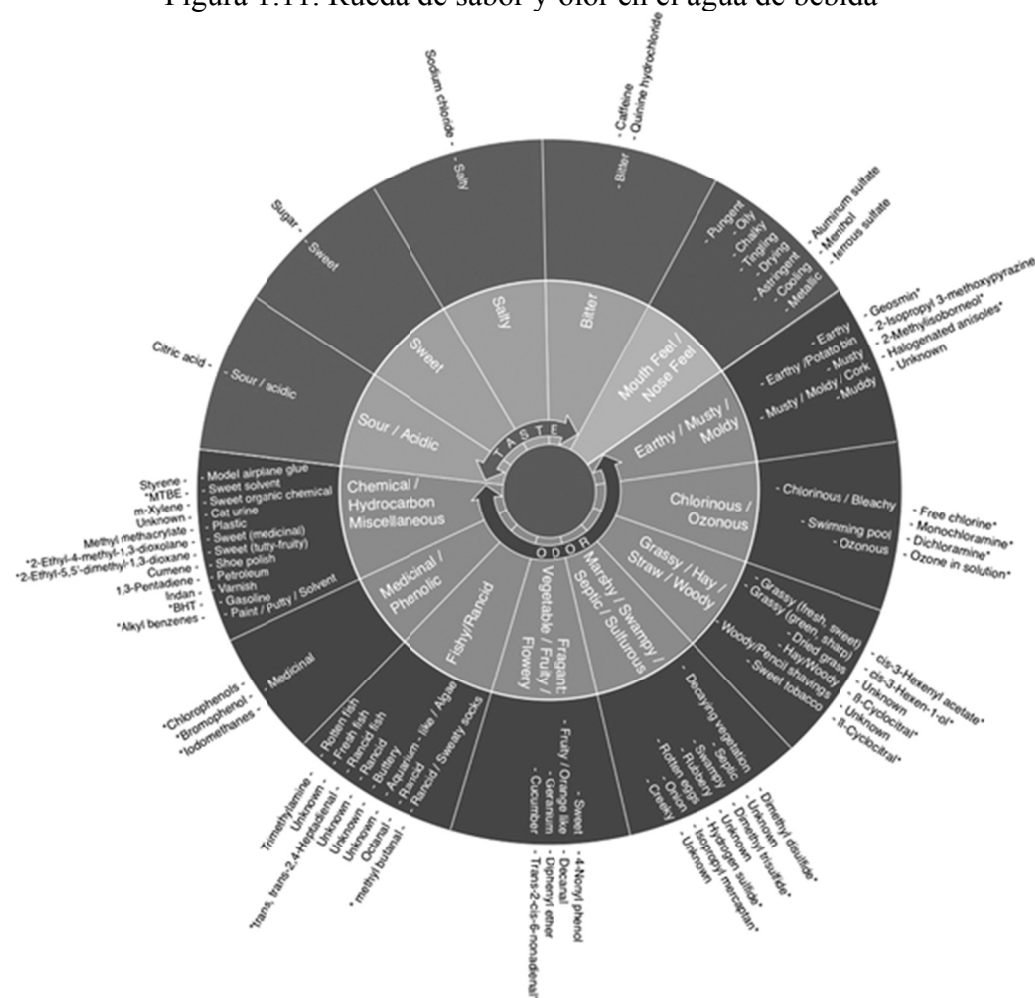 Figura 1.11. Rueda de sabor y olor en el agua de bebida
TASTE
ODOR
Salty
- Salty
Sodium chloride -
Bitter
- Bitter
- Caffeine
- Quinine hydrochloride
Mouth Feel /
Nose Feel
- Pungent
- Oily
- Chalky
- Tingling
- Drying
- Astringent
- Cooling
- Metallic
- Aluminum sulfate
- Menthol
- ferrous sulfate
Earthy / Musty /
Moldy
- Earthy
- Earthy /Potato bin
- Musty
- Musty / Moldy / Cork
- Muddy
- Geosmin*
- 2-Isopropyl 3-methoxypyrazine
- 2-Methylisoborneol*
- Halogenated anisoles*
- Unknown
Chlorinous /
Ozonous
- Chlorinous / Bleachy
- Swimming pool
- Ozonous
- Free chlorine*
- Monochloramine*
- Dichloramine*
- Ozone in solution*
Grassy / Hay /
Straw / Woody
- Grassy (fresh, sweet)
- Grassy (green, sharp)
- Dried grass
- Hay/Woody
- Woody/Pencil shavings
- Sweet tobacco
- cis-3-Hexenyl acetate*
- cis-3-Hexen-1-ol*
- Unknown
- ß-Cyclocitral*
- Unknown
- ß-Cyclocitral*
Marshy / Swampy /
Septic / Sulfurous
- Decaying vegetation
- Septic
- Swampy
- Rubbery
- Rotten eggs
- Onion
- Creeky
- Dimethyl disulfide*
- Unknown
- Dimethyl trisulfide*
- Unknown
- Hydrogen sulfide*
- Isopropyl mercaptan*
- Unknown
Fragant:
Vegetable / Fruity /
Flowery
- Sweet
- Fruity / Orange like
- Geranium
- Cucumber
- 4-Nonyl phenol
- Decanal
- Diphenyl ether
- Trans-2-cis-6-nonadienal*
Fishy/Rancid
- Rotten fish
- Fresh fish
- Rancid fish
- Rancid
- Buttery
- Aquarium - like / Algae
- Rascid
- Rancid / Sweaty socks
Trimethylamine -
Unknown -
*trans, trans-2,4-Heptadienal -
Unknown -
Unknown -
Unknown -
Octanal -
* methyl butanal -
Medicinal /
Phenolic
- Medicinal
*Chlorophenols -
*Bromophenol -
*Iodomethanes -
Chemical /
Hydrocarbon
Miscellaneous
- Model airplane glue
- Sweet solvent
- Sweet organic chemical
- Cat urine
- Plastic
- Sweet (medicinal)
- Sweet (tutty-fruity)
- Shoe polish
- Petroleum
- Varnish
- Gasoline
- Paint / Putty / Solvent
Styrene -
*MTBE -
m-Xylene -
Unknown -
Methyl methacrylate -
*2-Ethyl-4-methyl-1,3-dioxolane -
*2-Ethyl-5,5'-dimethyl-1,3-dioxane -
Cumene -
1,3-Pentadiene -
Indan -
*BHT -
*Alkyl benzenes -
Sour / Acidic
- Sour / acidic
Citric acid -
Sweet
- Sweet
Sugar -